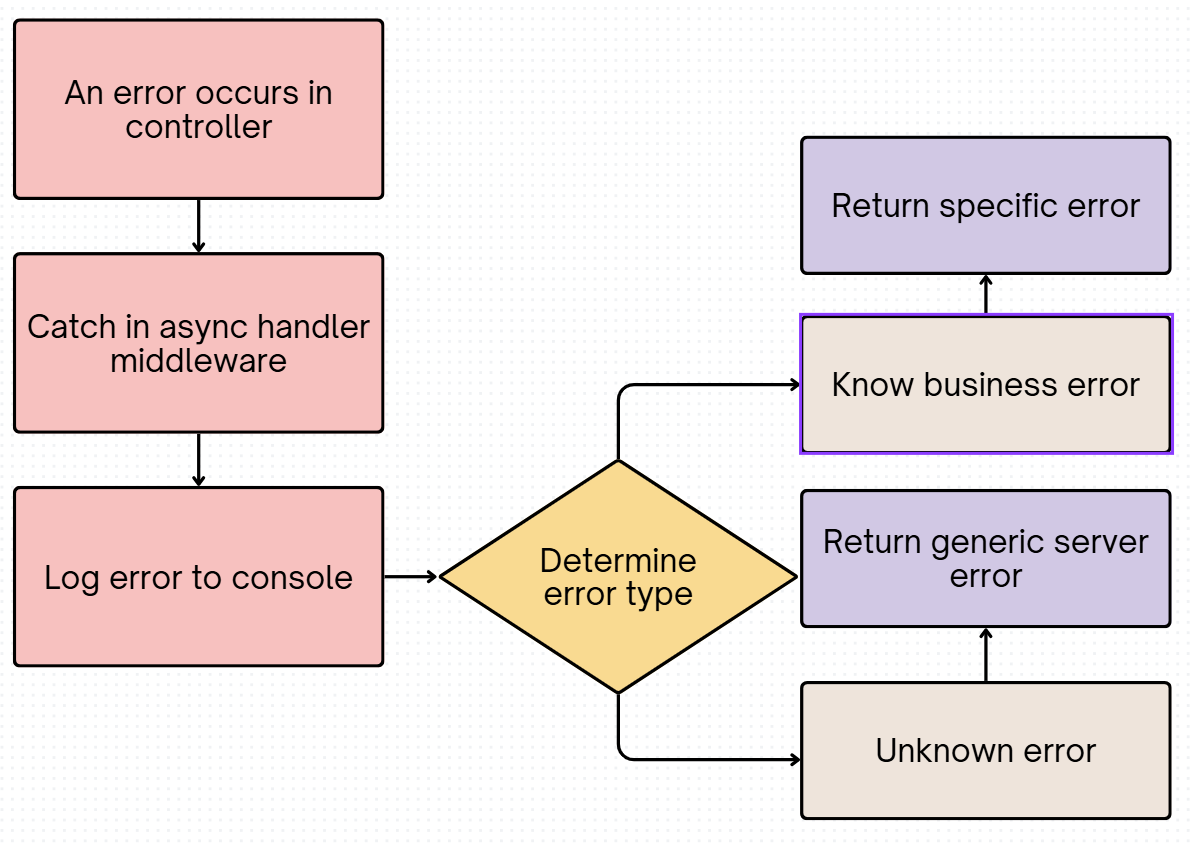 An error occurs in
controller
Catch in async handler
middleware
Log error to console
Determine
error type
Return specific error
Know business error
Return generic server
error
Unknown error